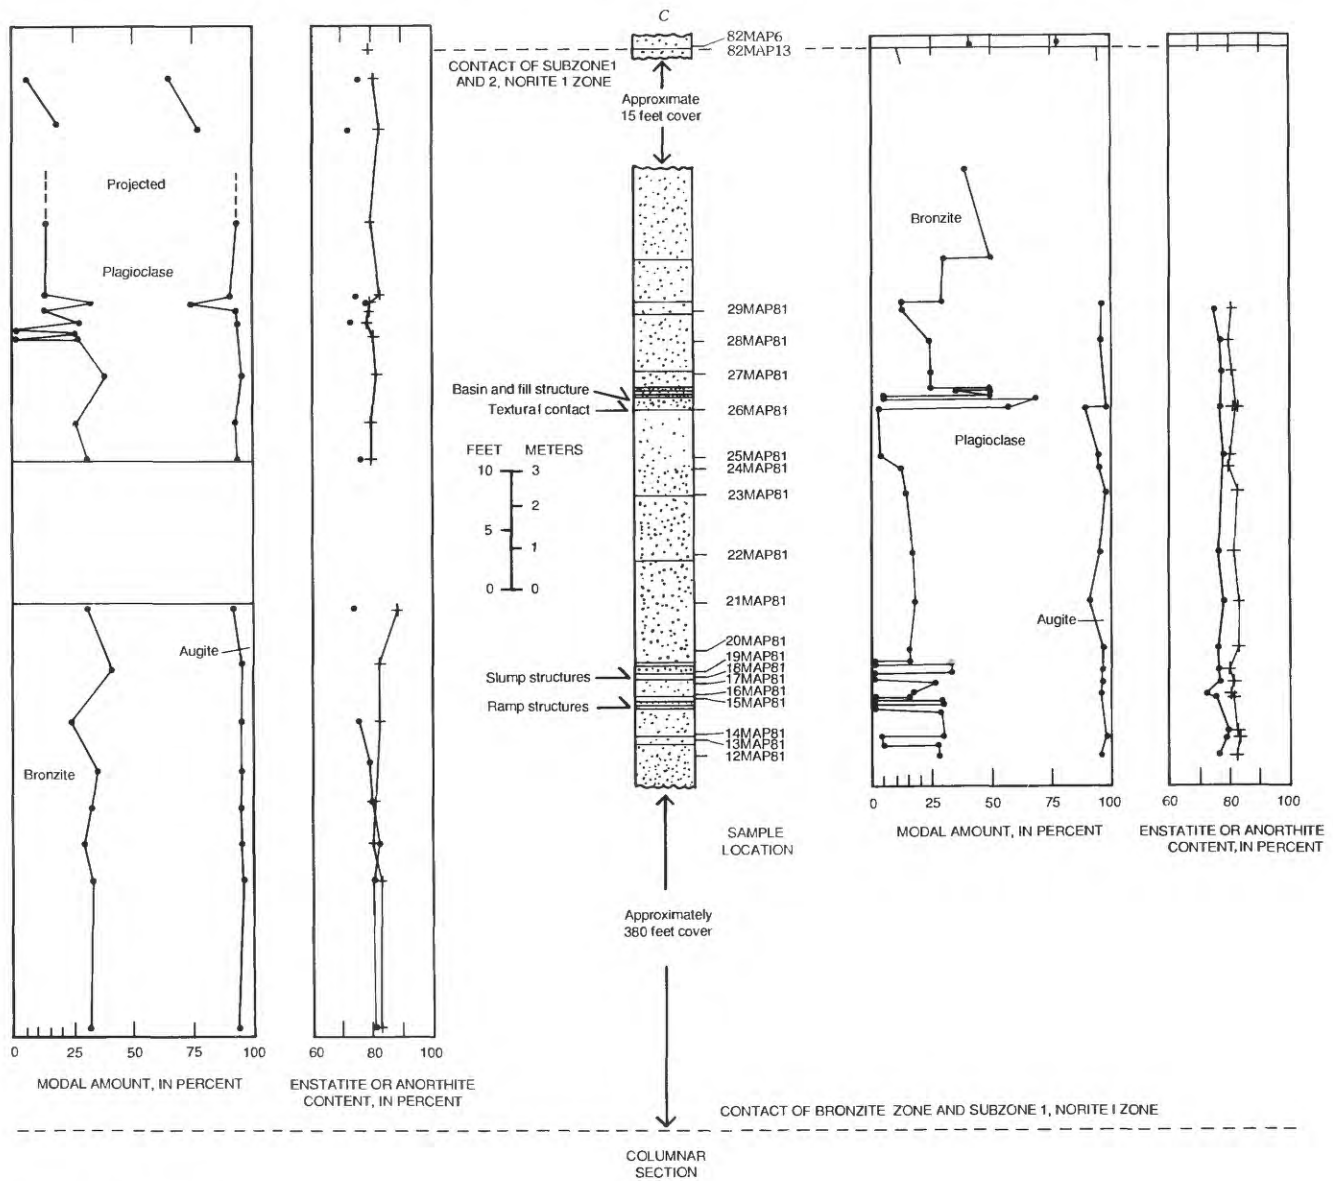 C
82MAP6
82MAP13
CONTACT OF SUBZONE1
AND 2, NORITE 1 ZONE
Approximate
15 feet cover
Projected
Plagioclase
Bronzite
29MAP81
28MAP81
27MAP81
Basin and fill structure
Textural contact
26MAP81
Plagioclase
FEET METERS
10 3
2
5
1
0 0
25MAP81
24MAP81
23MAP81
22MAP81
21MAP81
Augite
Augite
20MAP81
19MAP81
18MAP81
Slump structures
17MAP81
16MAP81
Ramp structures
15MAP81
14MAP81
13MAP81
12MAP81
Bronzite
0 25 50 75 100
MODAL AMOUNT, IN PERCENT
60 80 100
ENSTATITE OR ANORTHITE
CONTENT, IN PERCENT
SAMPLE
LOCATION
0 25 50 75 100
MODAL AMOUNT, IN PERCENT
60 80 100
ENSTATITE OR ANORTHITE
CONTENT, IN PERCENT
Approximately
380 feet cover
CONTACT OF BRONZITE ZONE AND SUBZONE 1, NORITE I ZONE
COLUMNAR
SECTION